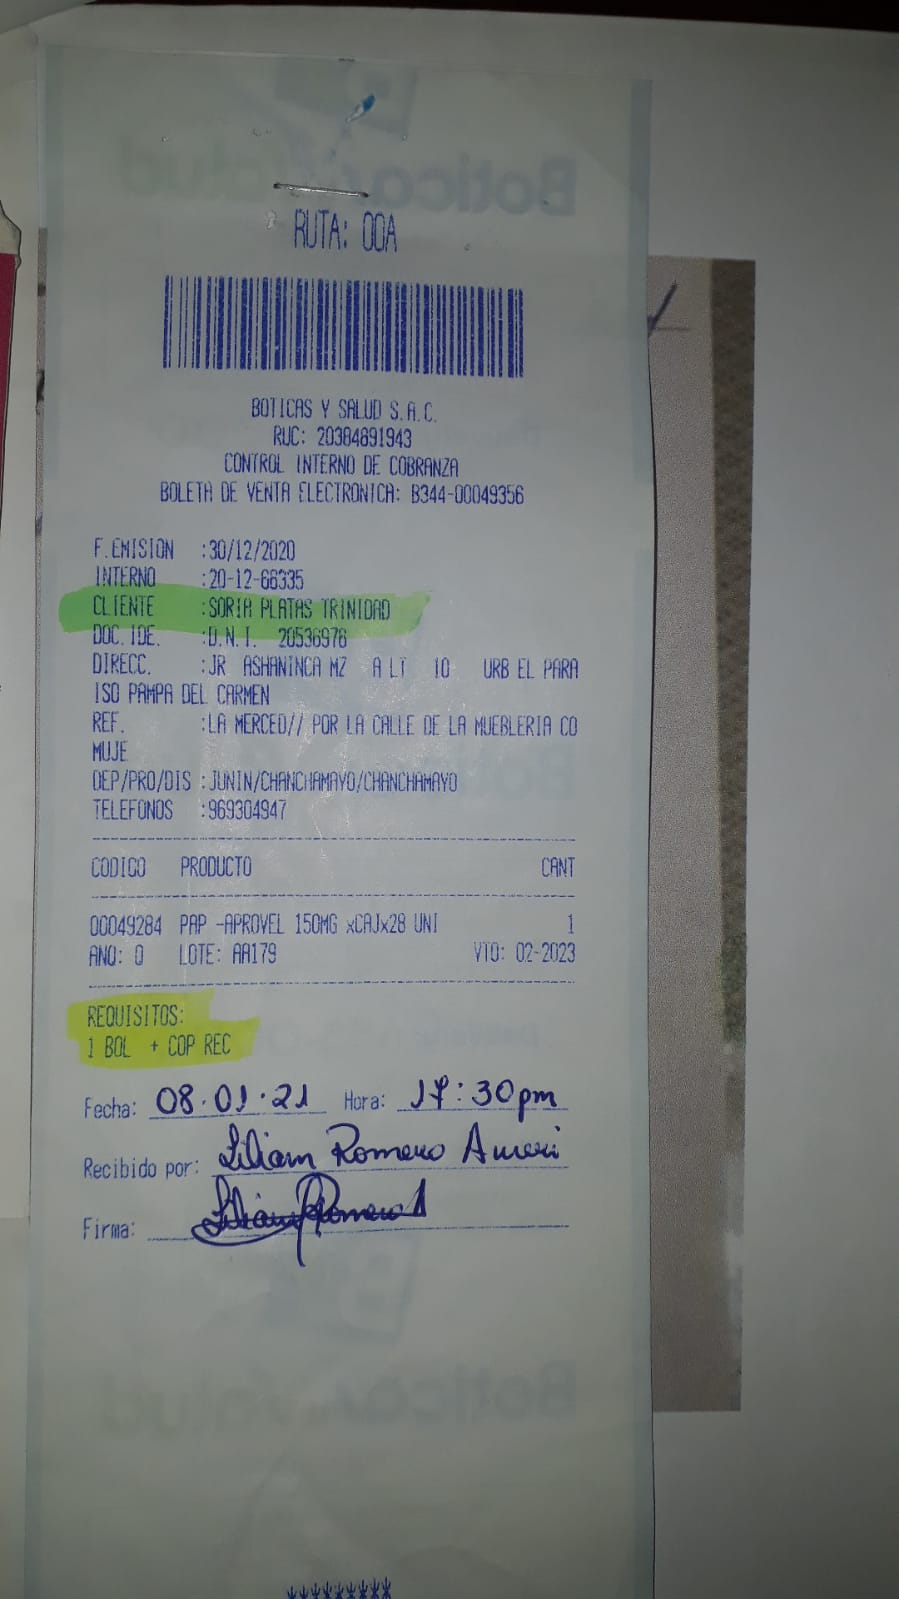 RUTA: 00A
BOTICAS Y SALUD S.A.C.
RUC: 20384891943
CONTROL INTERNO DE COBRANZA
BOLETA DE VENTA ELECTRONICA: B344-00049356
F.EMISION :30/12/2020
INTERNO :20-12-66335
CLIENTE :SORIA PLATAS TRINIDAD
DOC. IDE. :D.N.I. 20536976
DIRECC. :JR ASHANINCA MZ A LT 10 URB EL PARA
ISO PAMPA DEL CARMEN
REF. :LA MERCED// POR LA CALLE DE LA MUEBLERIA CO
MUJE
DEP/PRO/DIS :JUNIN/CHANCHAMAYO/CHANCHAMAYO
TELEFONOS :969304947
CODIGO PRODUCTO CANT
00049284 PAP -APROVEL 150MG xCAJx28 UNI 1
ANO: 0 LOTE: AA179 VTO: 02-2023
REQUISITOS:
1 BOL + COP REC
Fecha: 08.01.21 Hora: 17:30pm
Recibido por: Liliam Romero
Firma: Liliam Romero A
*********